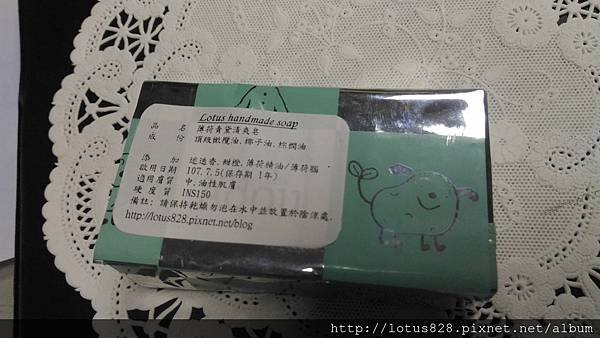 Lotus handmade soap
品 名 薄荷青黛清爽皂
成 份 頂級橄欖油.椰子油.棕櫚油
添 加 迷迭香.甜橙.薄荷精油/薄荷腦.
啟用日期 107.7.5(保存期 1年)
適用膚質 中.油性肌膚
硬 度 質 INS150
備註: 請保持乾燥勿泡在水中並放置於陰涼處.
http://lotus828.pixnet.net/blog
http://lotus828.pixnet.net/album